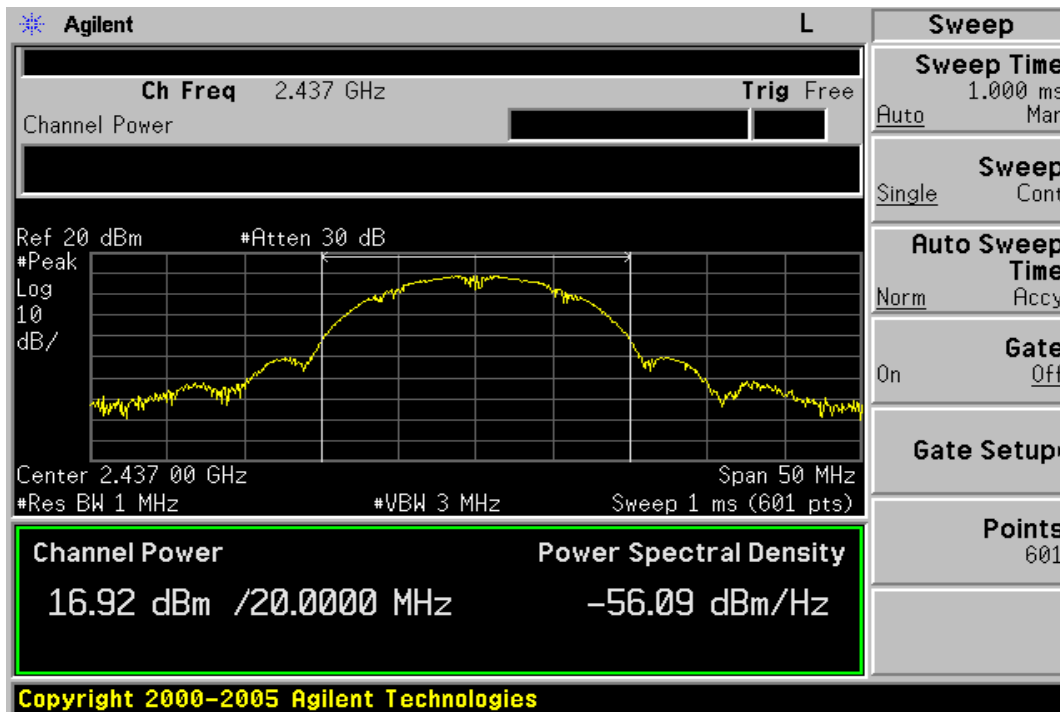 Agilent L
Ch Freq 2.437 GHz Trig Free
Channel Power
Ref 20 dBm #Atten 30 dB
#Peak
Log
10
dB/
Center 2.437 00 GHz Span 50 MHz
#Res BW 1 MHz #VBW 3 MHz Sweep 1 ms (601 pts)
Channel Power Power Spectral Density
16.92 dBm /20.0000 MHz -56.09 dBm/Hz
Copyright 2000-2005 Agilent Technologies
Sweep
Sweep Time
1.000 ms
Auto Man
Sweep
Single Cont
Auto Sweep
Time
Norm Accy
Gate
On Off
Gate Setup
Points
601